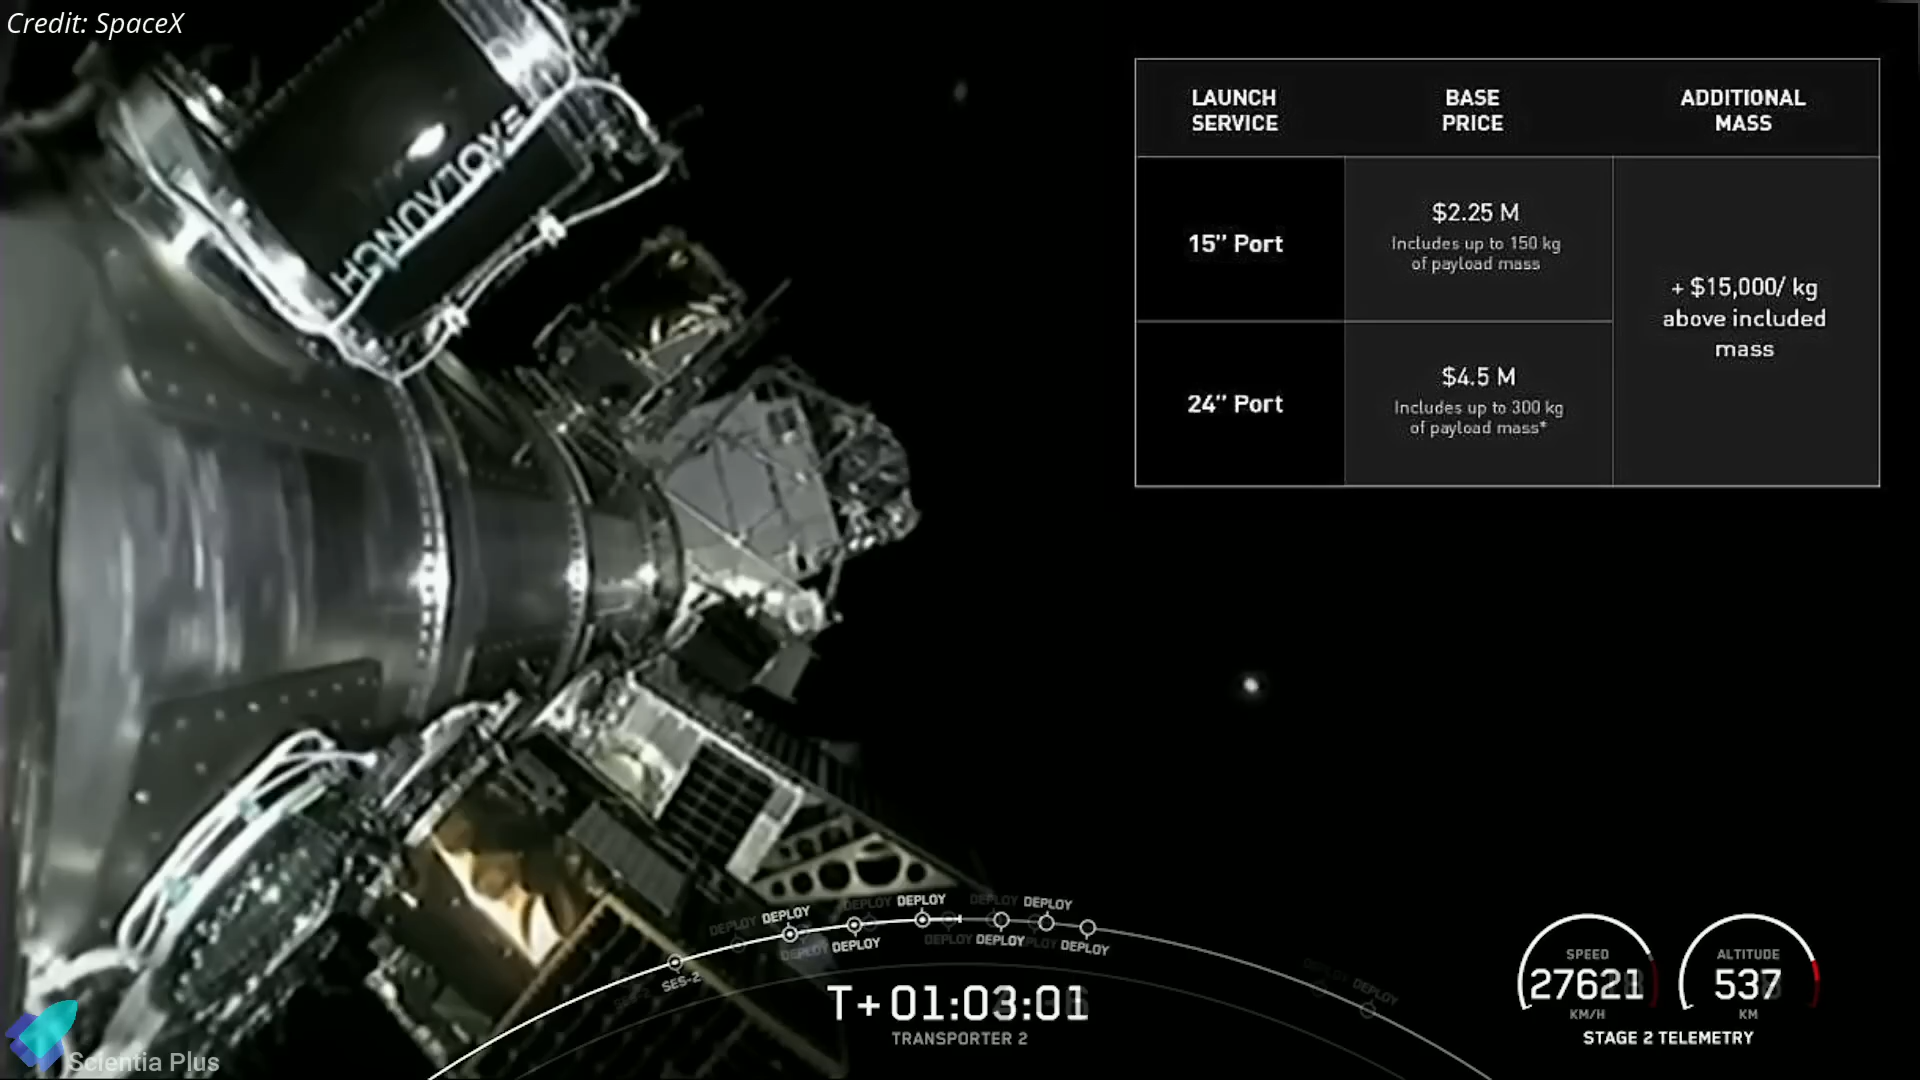 Credit: SpaceX
EXOLAUNCH
LAUNCH
SERVICE
BASE
PRICE
ADDITIONAL
MASS
15" Port
$2.25 M
Includes up to 150 kg
of payload mass
+ $15,000/ kg
above included
mass
24" Port
$4.5 M
Includes up to 300 kg
of payload mass*
SES-2
DEPLOY
DEPLOY
DEPLOY
DEPLOY
DEPLOY
DEPLOY
DEPLOY
T+01:03:01
TRANSPORTER 2
SPEED
27621
KM/H
ALTITUDE
537
KM
STAGE 2 TELEMETRY
Scientia Plus